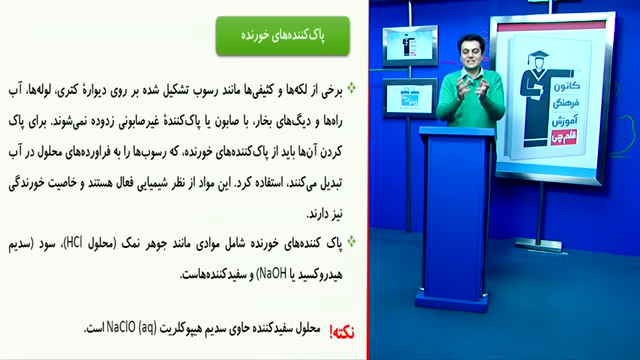 پاک‌کننده‌های خورنده
برخی از لکه‌ها و کثیفی‌ها مانند رسوب تشکیل شده بر روی دیوارۀ کتری، لوله‌ها، آب
راه‌ها و دیگ‌های بخار، با صابون یا پاک‌کنندۀ غیرصابونی زدوده نمی‌شوند. برای پاک
کردن آن‌ها باید از پاک‌کننده‌های خورنده، که رسوب‌ها را به فراورده‌های محلول در آب
تبدیل می‌کنند، استفاده کرد. این مواد از نظر شیمیایی فعال هستند و خاصیت خورندگی
نیز دارند.
پاک کننده‌های خورنده شامل موادی مانند جوهر نمک (محلول HCl)، سود (سدیم
هیدروکسید یا NaOH) و سفیدکننده‌هاست.
نکته! محلول سفیدکننده حاوی سدیم هیپوکلریت NaClO (aq) است.
کانون
فرهنگی
آموزش
قلم‌چی